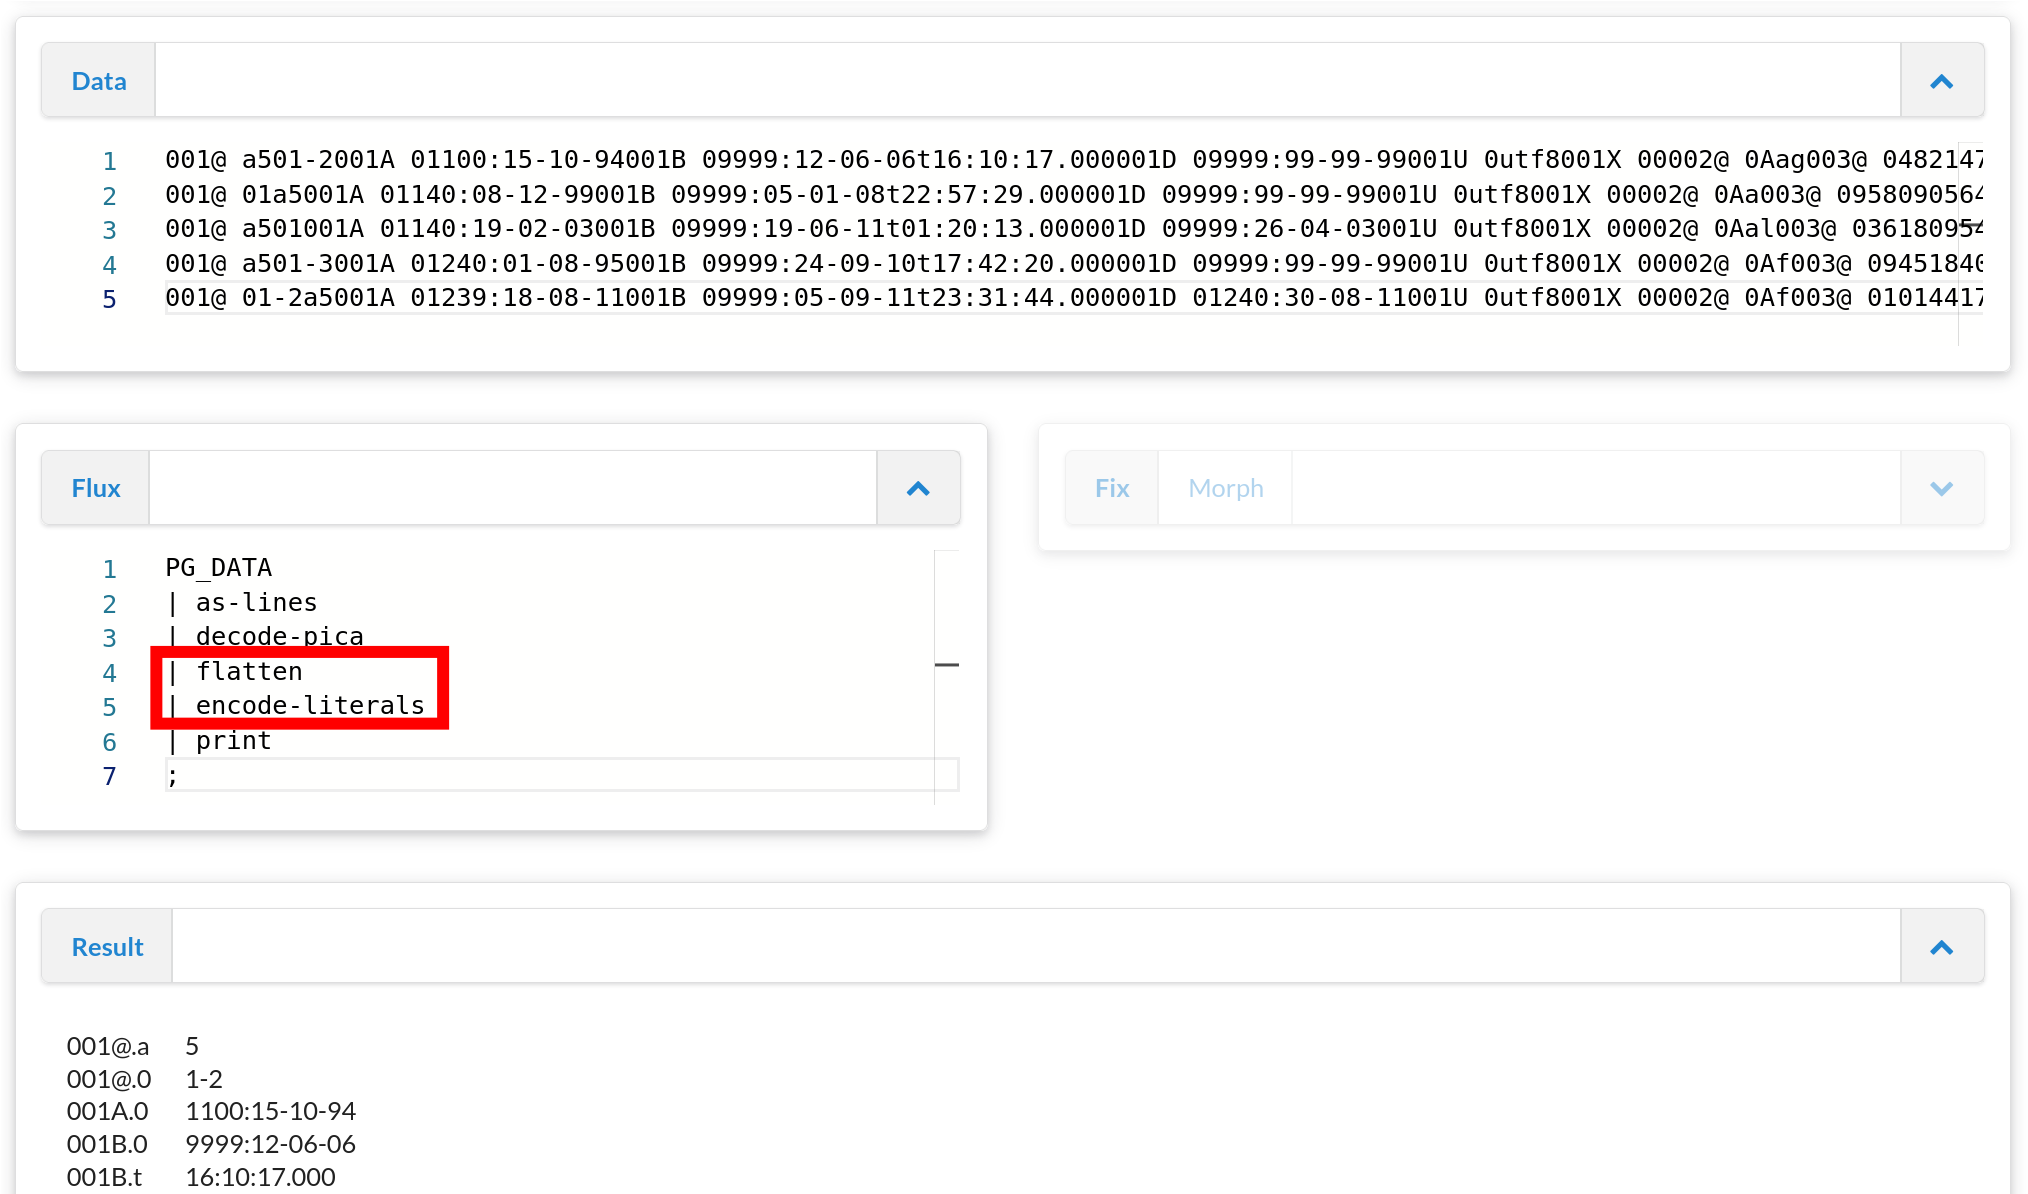 Data
1 001@ a501-2001A 01100:15-10-94001B 09999:12-06-06t16:10:17.000001D 09999:99-99-99001U 0utf8001X 00002@ 0Aag003@ 0482147
2 001@ 01a5001A 01140:08-12-99001B 09999:05-01-08t22:57:29.000001D 09999:99-99-99001U 0utf8001X 00002@ 0Aa003@ 0958090564
3 001@ a501001A 01140:19-02-03001B 09999:19-06-11t01:20:13.000001D 09999:26-04-03001U 0utf8001X 00002@ 0Aal003@ 036180954
4 001@ a501-3001A 01240:01-08-95001B 09999:24-09-10t17:42:20.000001D 09999:99-99-99001U 0utf8001X 00002@ 0Af003@ 09451840
5 001@ 01-2a5001A 01239:18-08-11001B 09999:05-09-11t23:31:44.000001D 01240:30-08-11001U 0utf8001X 00002@ 0Af003@ 01014417
Flux
1 PG_DATA
2 | as-lines
3 | decode-pica
4 | flatten
5 | encode-literals
6 | print
7 ;
Fix Morph
Result
001@.a 5
001@.0 1-2
001A.0 1100:15-10-94
001B.0 9999:12-06-06
001B.t 16:10:17.000